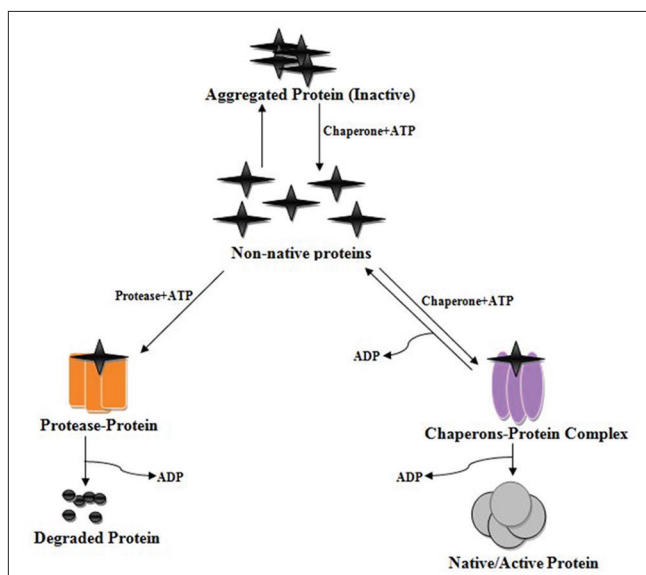 Aggregated Protein (Inactive)
Chaperone+ATP
Non-native proteins
Protease+ATP
Chaperone+ATP
ADP
Protease-Protein
Chaperons-Protein Complex
ADP
ADP
Degraded Protein
Native/Active Protein